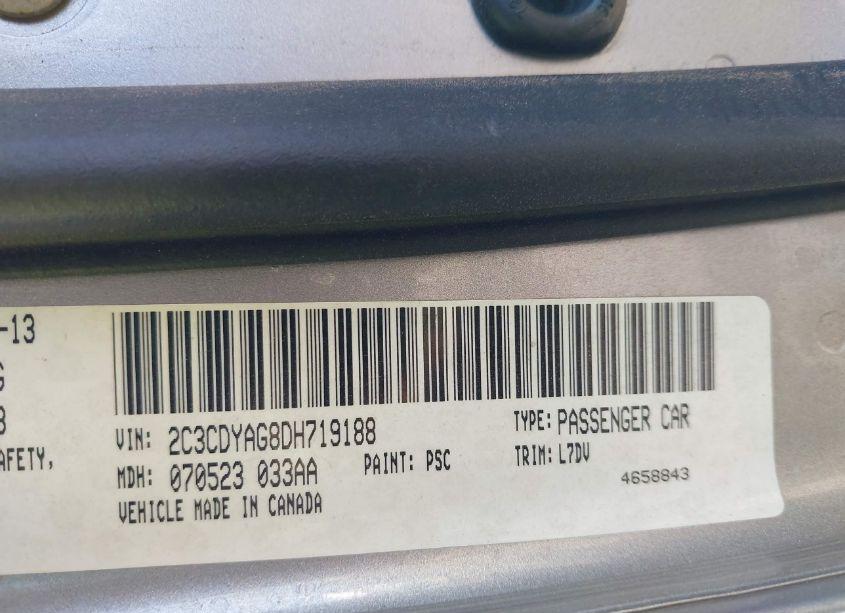 -13
G
8
AFETY,
VIN: 2C3CDYAG8DH719188
TYPE: PASSENGER CAR
MDH: 070523 033AA
PAINT: PSC
TRIM: L7DV
4658843
VEHICLE MADE IN CANADA